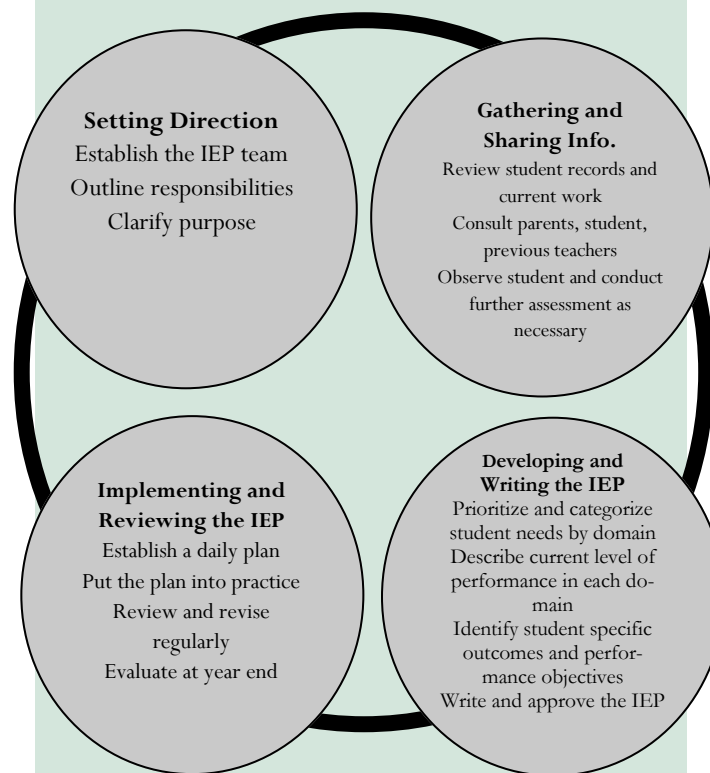 Setting Direction
Establish the IEP team
Outline responsibilities
Clarify purpose
Gathering and
Sharing Info.
Review student records and
current work
Consult parents, student,
previous teachers
Observe student and conduct
further assessment as
necessary
Implementing and
Reviewing the IEP
Establish a daily plan
Put the plan into practice
Review and revise
regularly
Evaluate at year end
Developing and
Writing the IEP
Prioritize and categorize
student needs by domain
Describe current level of
performance in each do-
main
Identify student specific
outcomes and perfor-
mance objectives
Write and approve the IEP